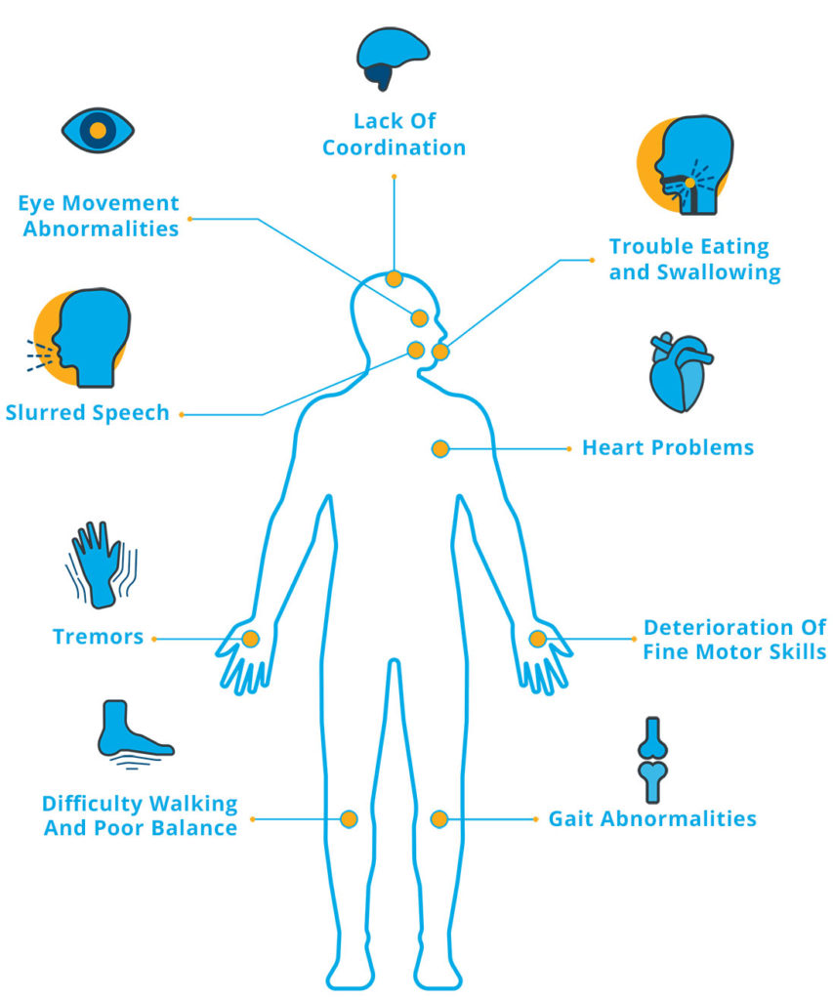 Lack Of
Coordination
Eye Movement
Abnormalities
Trouble Eating
and Swallowing
Slurred Speech
Heart Problems
Tremors
Deterioration Of
Fine Motor Skills
Difficulty Walking
And Poor Balance
Gait Abnormalities